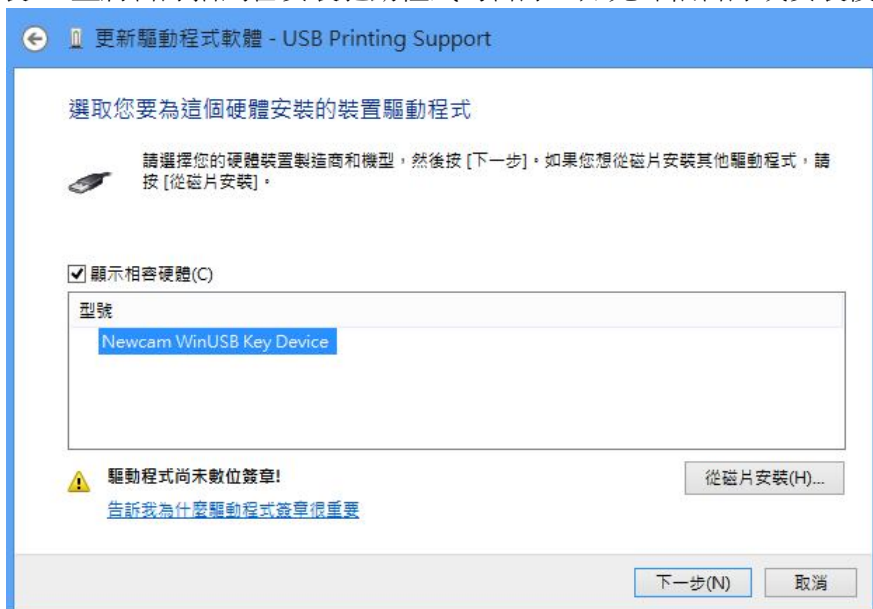 更新驅動程式軟體 - USB Printing Support
選取您要為這個硬體安裝的裝置驅動程式
請選擇您的硬體裝置製造商和機型，然後按 [下一步]。如果您想從磁片安裝其他驅動程式，請
按 [從磁片安裝]。
顯示相容硬體(C)
型號
Newcam WinUSB Key Device
驅動程式尚未數位簽章!
從磁片安裝(H)...
告訴我為什麼驅動程式簽章很重要
下一步(N)
取消